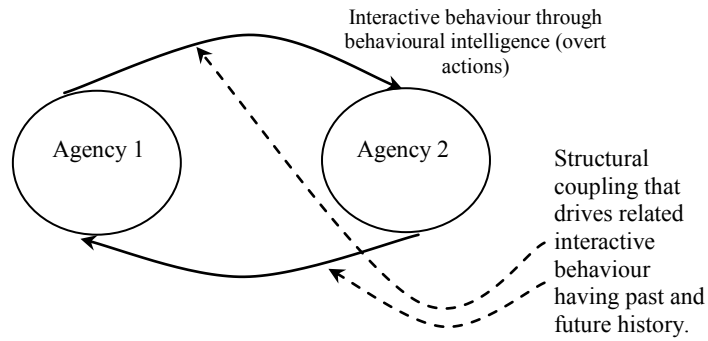 Interactive behaviour through
behavioural intelligence (overt
actions)
Agency 1
Agency 2
Structural
coupling that
drives related
interactive
behaviour
having past and
future history.